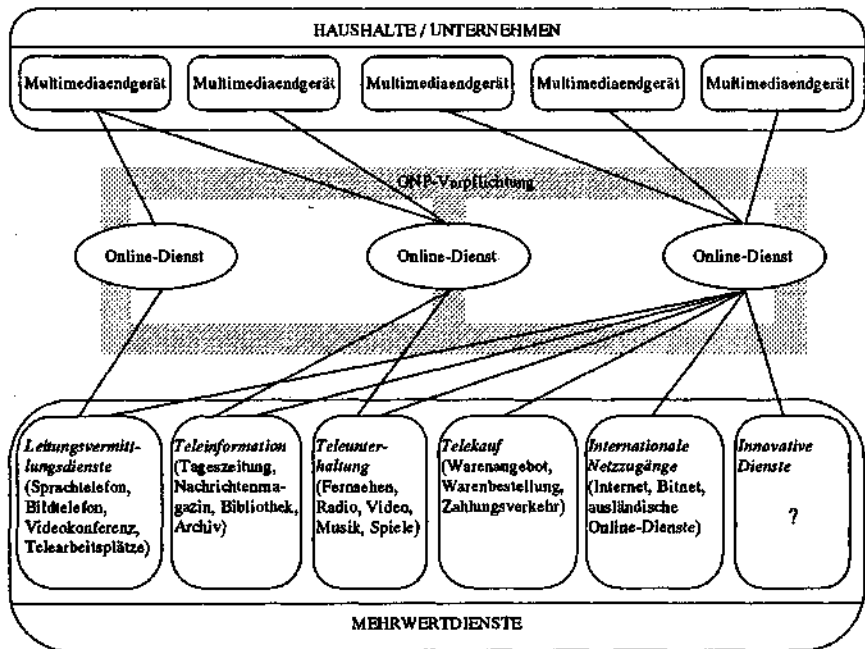 HAUSHALTE / UNTERNEHMEN
Multimediaendgerät
Multimediaendgerät
Multimediaendgerät
Multimediaendgerät
Multimediaendgerät
ONP-Verpflichtung
Online-Dienst
Online-Dienst
Online-Dienst
Leitungsvermitt-
lungsdienste
(Sprachtelefon,
Bildtelefon,
Videokonferenz,
Telearbeitsplätze)
Teleinformation
(Tageszeitung,
Nachrichtenma-
gazin, Bibliothek,
Archiv)
Teleunter-
haltung
(Fernsehen,
Radio, Video,
Musik, Spiele)
Telekauf
(Warenangebot,
Warenbestellung,
Zahlungsverkehr)
Internationale
Netzzugänge
(Internet, Bitnet,
ausländische
Online-Dienste)
Innovative
Dienste
?
MEHRWERTDIENSTE